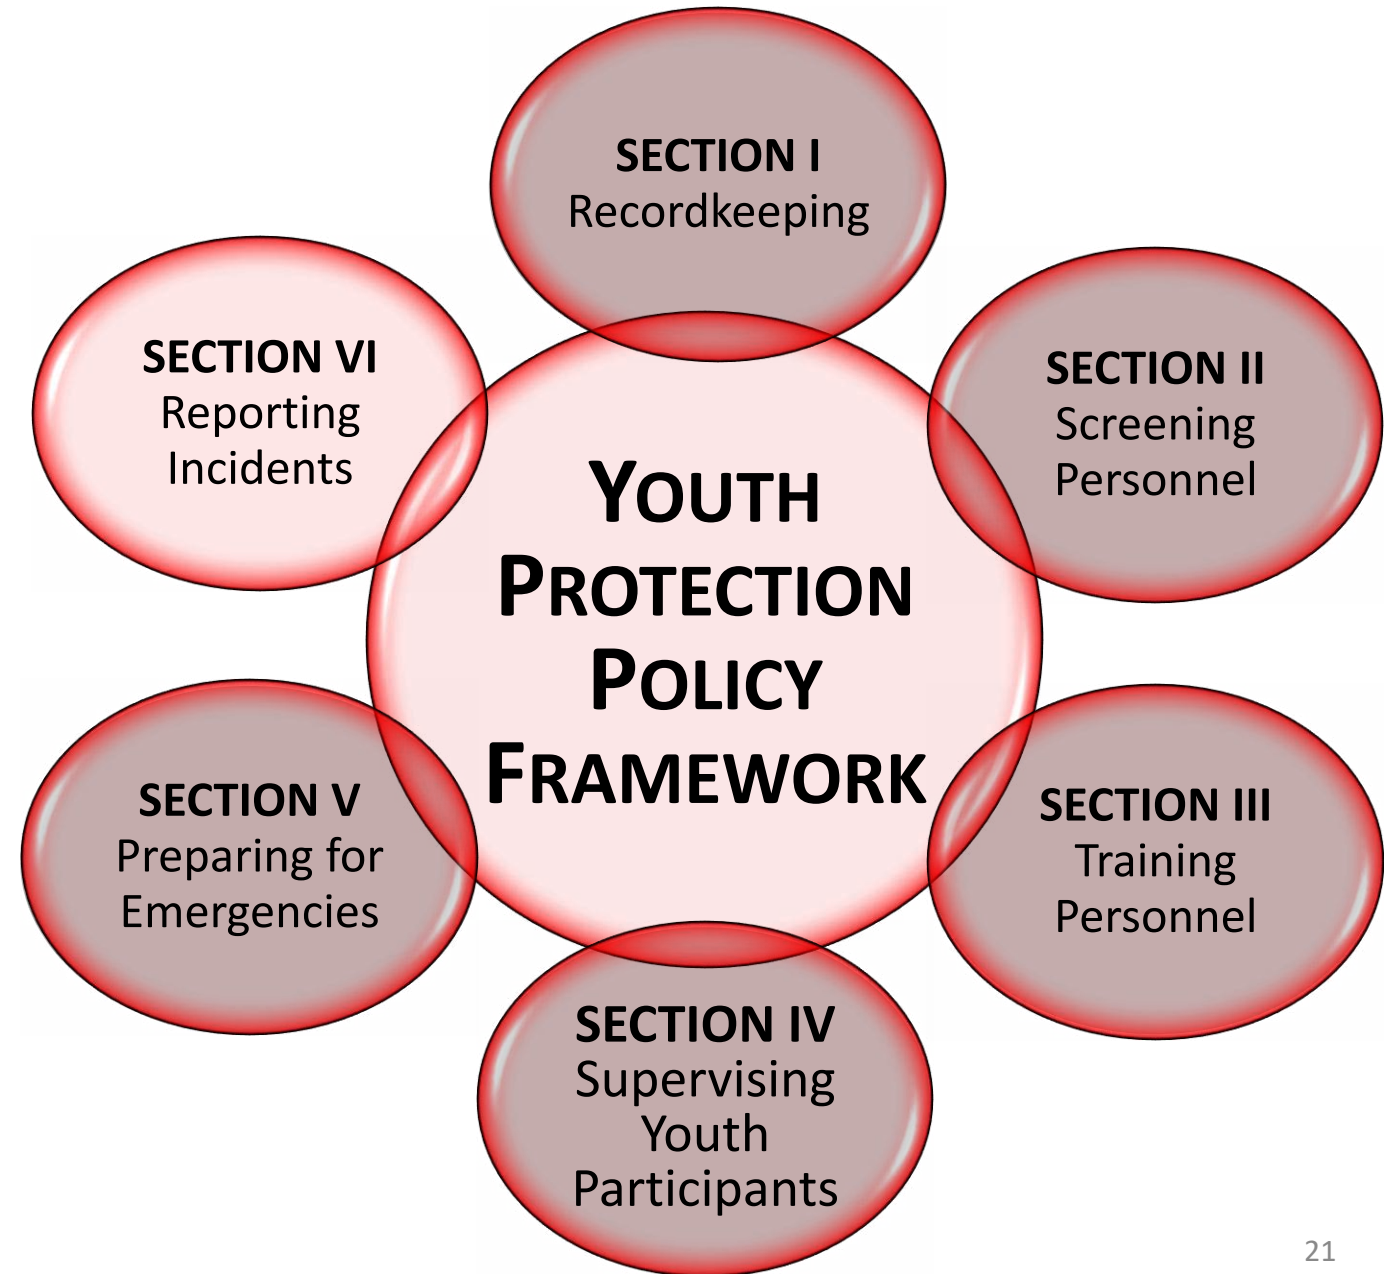 SECTION I
Recordkeeping
SECTION II
Screening
Personnel
SECTION III
Training
Personnel
SECTION IV
Supervising
Youth
Participants
SECTION V
Preparing for
Emergencies
SECTION VI
Reporting
Incidents
YOUTH
PROTECTION
POLICY
FRAMEWORK
21